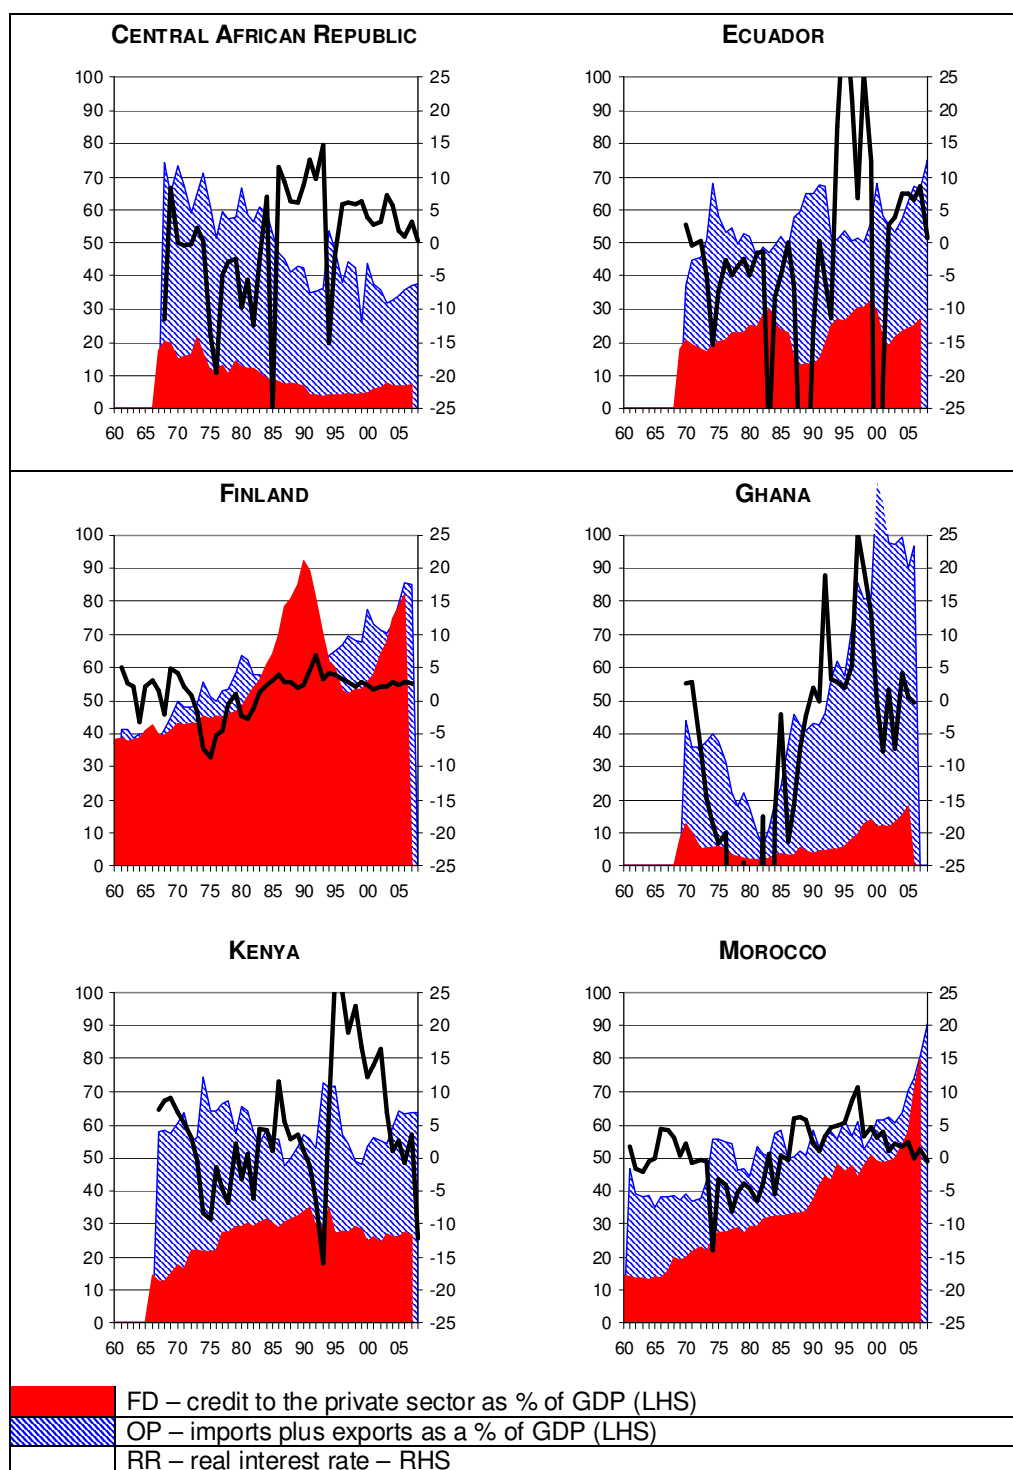 CENTRAL AFRICAN REPUBLIC
100 90 80 70 60 50 40 30 20 10 0
25 20 15 10 5 0 -5 -10 -15 -20 -25
60 65 70 75 80 85 90 95 00 05
ECUADOR
100 90 80 70 60 50 40 30 20 10 0
25 20 15 10 5 0 -5 -10 -15 -20 -25
60 65 70 75 80 85 90 95 00 05
FINLAND
100 90 80 70 60 50 40 30 20 10 0
25 20 15 10 5 0 -5 -10 -15 -20 -25
60 65 70 75 80 85 90 95 00 05
GHANA
100 90 80 70 60 50 40 30 20 10 0
25 20 15 10 5 0 -5 -10 -15 -20 -25
60 65 70 75 80 85 90 95 00 05
KENYA
100 90 80 70 60 50 40 30 20 10 0
25 20 15 10 5 0 -5 -10 -15 -20 -25
60 65 70 75 80 85 90 95 00 05
MOROCCO
100 90 80 70 60 50 40 30 20 10 0
25 20 15 10 5 0 -5 -10 -15 -20 -25
60 65 70 75 80 85 90 95 00 05
FD – credit to the private sector as % of GDP (LHS)
OP – imports plus exports as a % of GDP (LHS)
RR – real interest rate – RHS